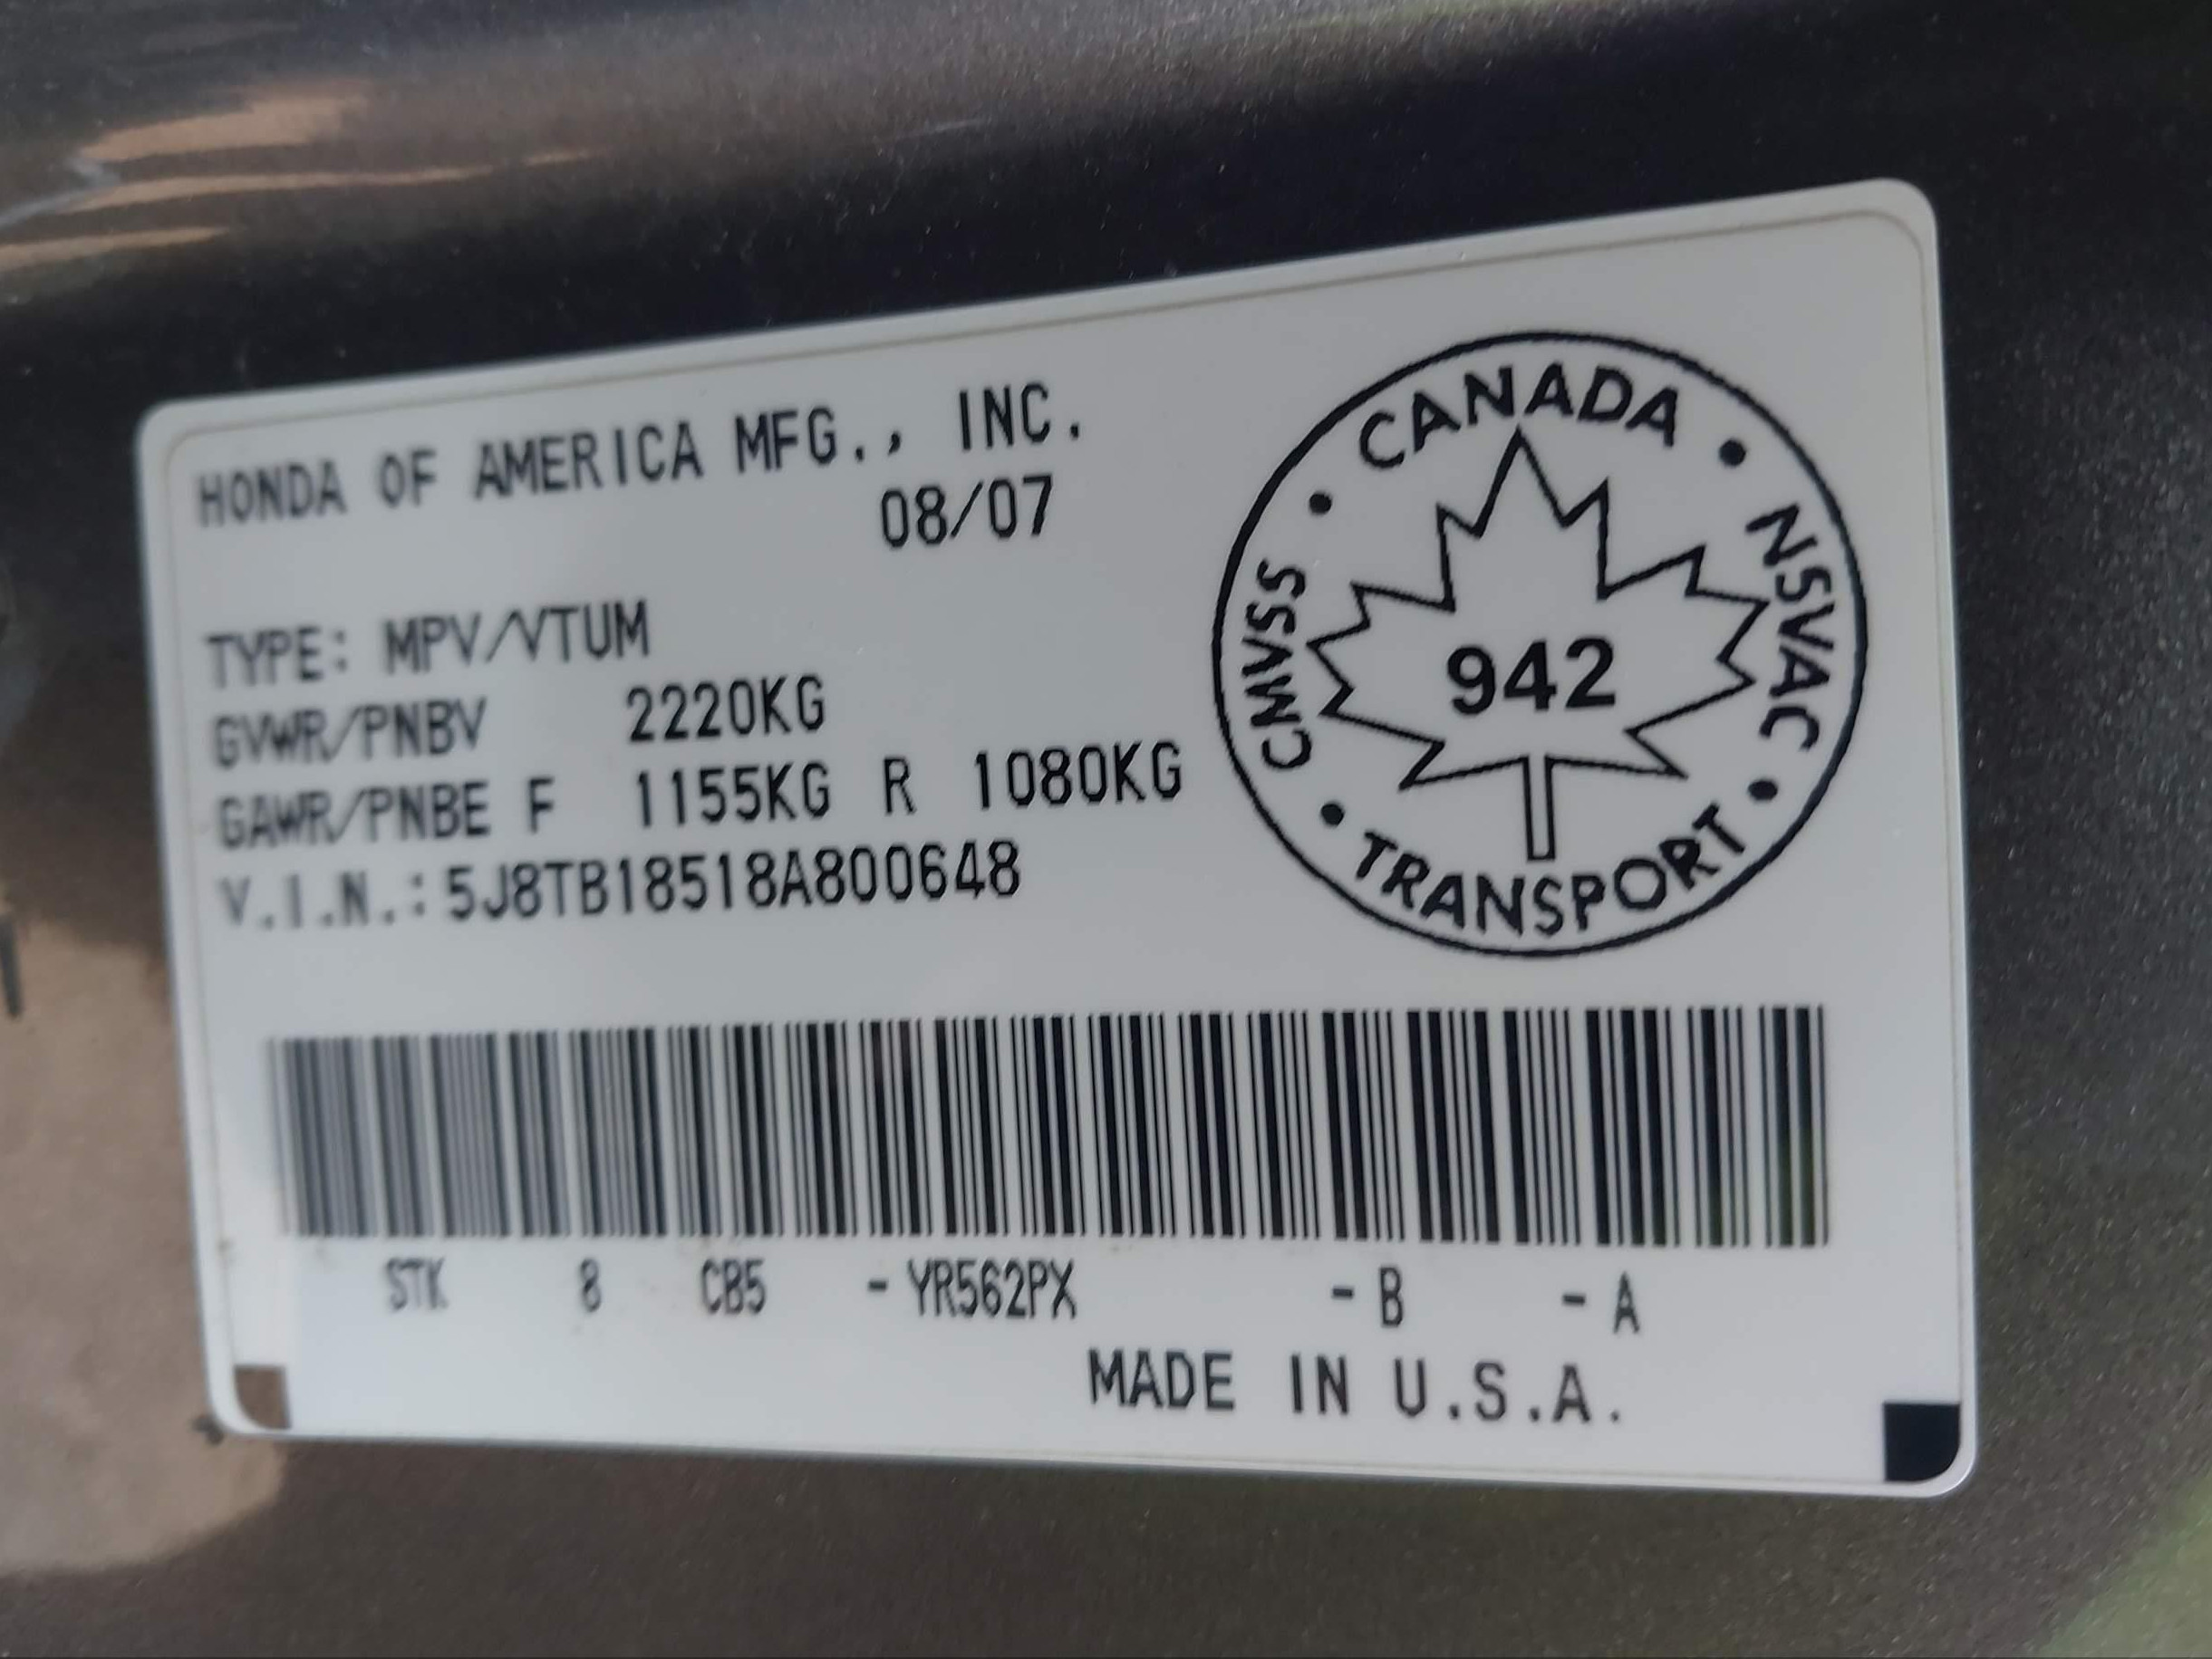 HONDA OF AMERICA MFG., INC.
08/07
TYPE: MPV/VTUM
GVWR/PNBV 2220KG
GAWR/PNBE F 1155KG R 1080KG
V.I.N.: 5J8TB18518A800648
CANADA • NSVAC • TRANSPORT • CMVSS •
942
STK 8 CB5 - YR562PX - B - A
MADE IN U.S.A.